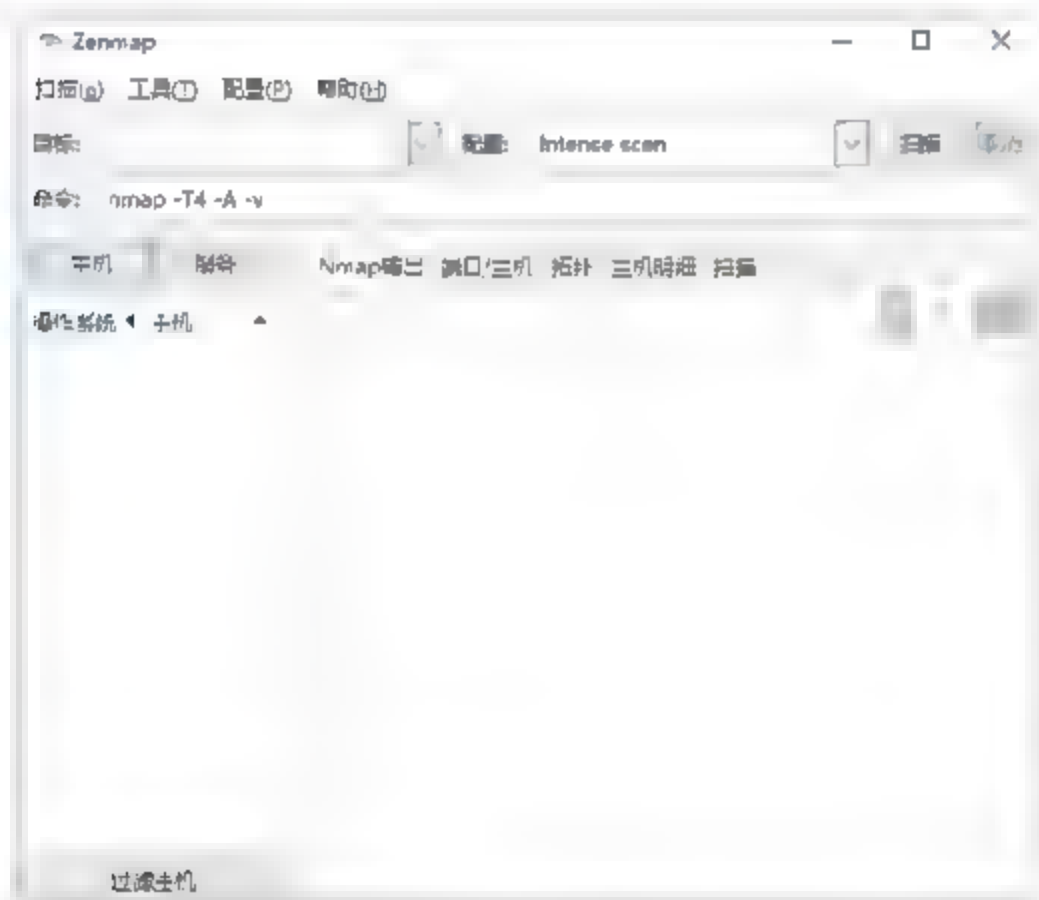 Zenmap
扫描(S) 工具(T) 配置(P) 帮助(H)
目标: 配置: Intense scan 扫描
命令: nmap -T4 -A -v
主机 服务 Nmap输出 端口/主机 拓扑 主机明细 扫描
操作系统 主机
过滤主机